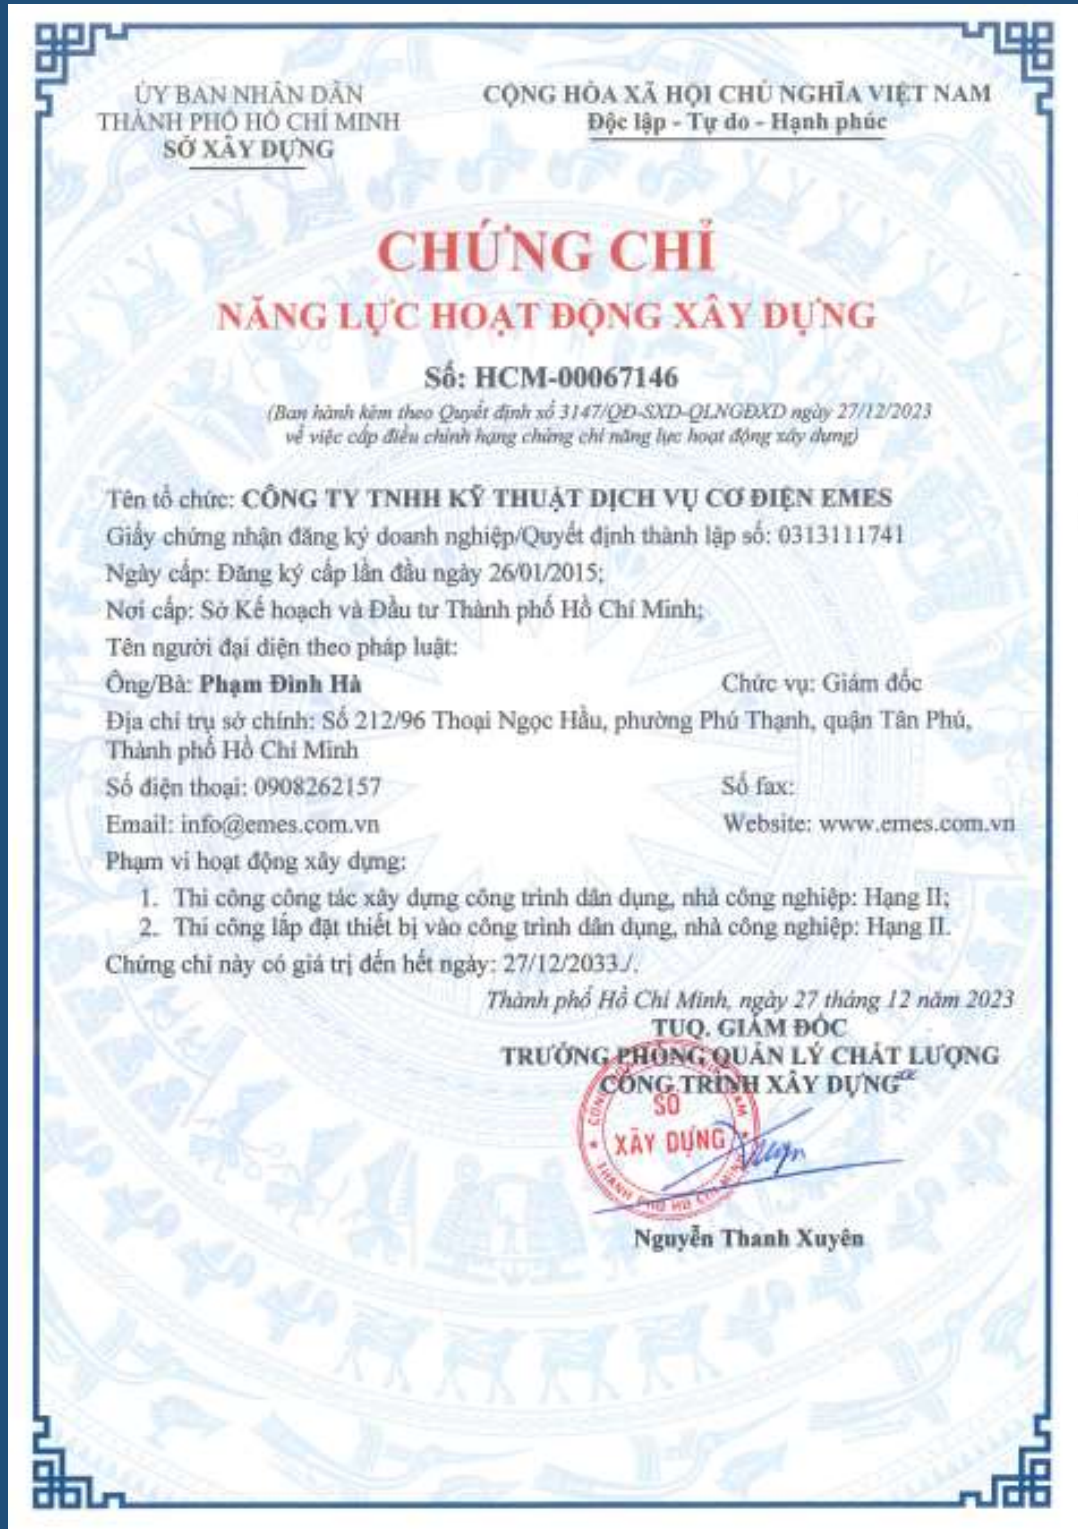 ỦY BAN NHÂN DÂN
THÀNH PHỐ HỒ CHÍ MINH
SỞ XÂY DỰNG
CỘNG HÒA XÃ HỘI CHỦ NGHĨA VIỆT NAM
Độc lập - Tự do - Hạnh phúc
CHỨNG CHỈ
NĂNG LỰC HOẠT ĐỘNG XÂY DỰNG
Số: HCM-00067146
(Ban hành kèm theo Quyết định số 3147/QĐ-SXD-QLNGĐXD ngày 27/12/2023
về việc cấp điều chỉnh hạng chứng chỉ năng lực hoạt động xây dựng)
Tên tổ chức: CÔNG TY TNHH KỸ THUẬT DỊCH VỤ CƠ ĐIỆN EMES
Giấy chứng nhận đăng ký doanh nghiệp/Quyết định thành lập số: 0313111741
Ngày cấp: Đăng ký cấp lần đầu ngày 26/01/2015;
Nơi cấp: Sở Kế hoạch và Đầu tư Thành phố Hồ Chí Minh;
Tên người đại diện theo pháp luật:
Ông/Bà: Phạm Đình Hà Chức vụ: Giám đốc
Địa chỉ trụ sở chính: Số 212/96 Thoại Ngọc Hầu, phường Phú Thạnh, quận Tân Phú,
Thành phố Hồ Chí Minh
Số điện thoại: 0908262157 Số fax:
Email: info@emes.com.vn Website: www.emes.com.vn
Phạm vi hoạt động xây dựng:
1. Thi công công tác xây dựng công trình dân dụng, nhà công nghiệp: Hạng II;
2. Thi công lắp đặt thiết bị vào công trình dân dụng, nhà công nghiệp: Hạng II.
Chứng chỉ này có giá trị đến hết ngày: 27/12/2033./.
Thành phố Hồ Chí Minh, ngày 27 tháng 12 năm 2023
TUQ. GIÁM ĐỐC
TRƯỞNG PHÒNG QUẢN LÝ CHẤT LƯỢNG
CÔNG TRÌNH XÂY DỰNG
SỞ
XÂY DỰNG
THÀNH PHỐ HỒ CHÍ MINH
Nguyễn Thanh Xuyên